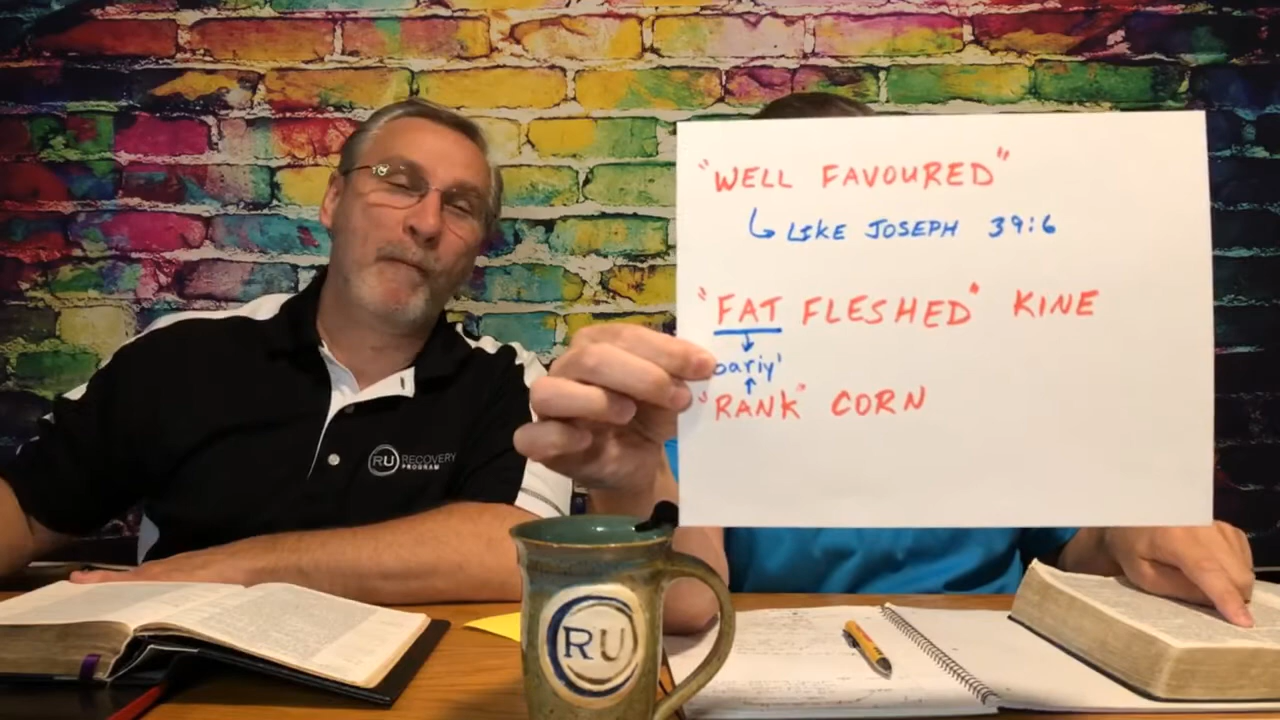 "WELL FAVOURED"
↳ LIKE JOSEPH 39:6
"FAT FLESHED" KINE
bariy'
"RANK" CORN
RU RECOVERY
PROGRAM
RU